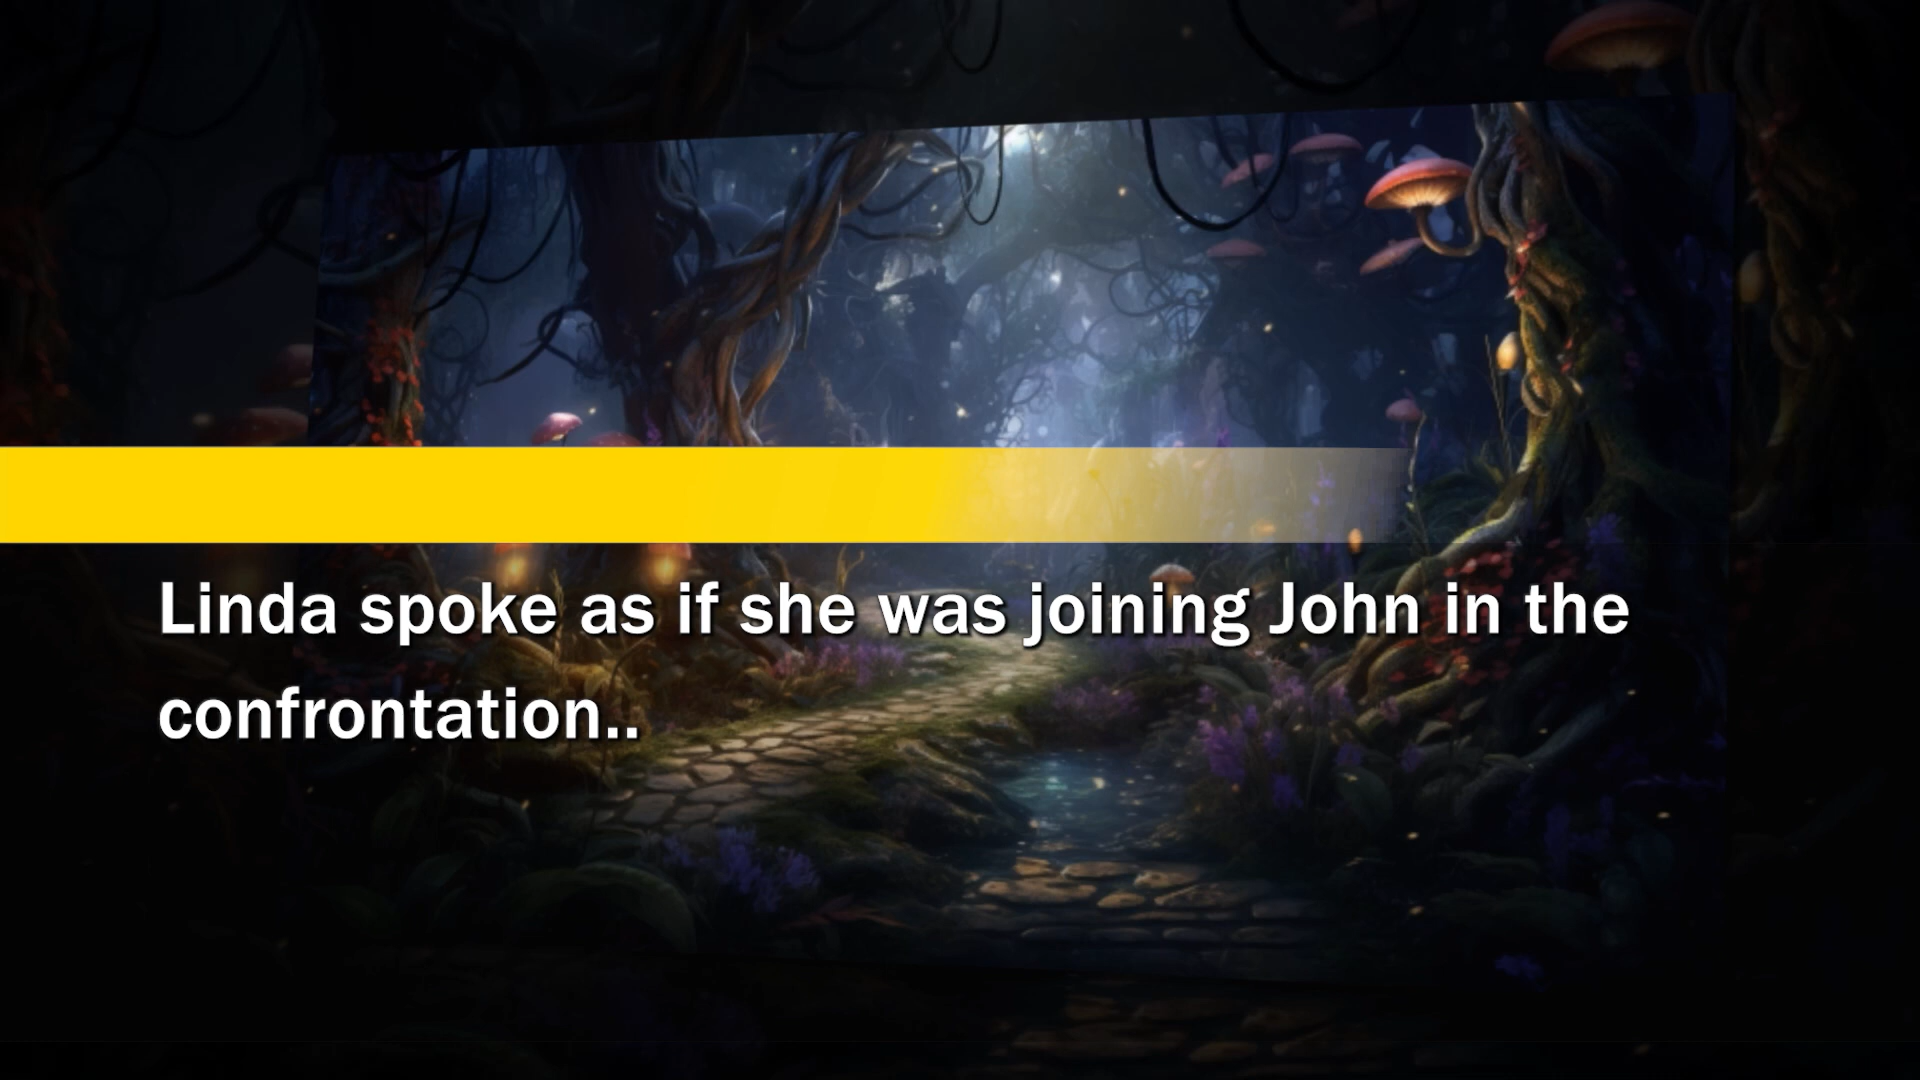 Linda spoke as if she was joining John in the
confrontation..